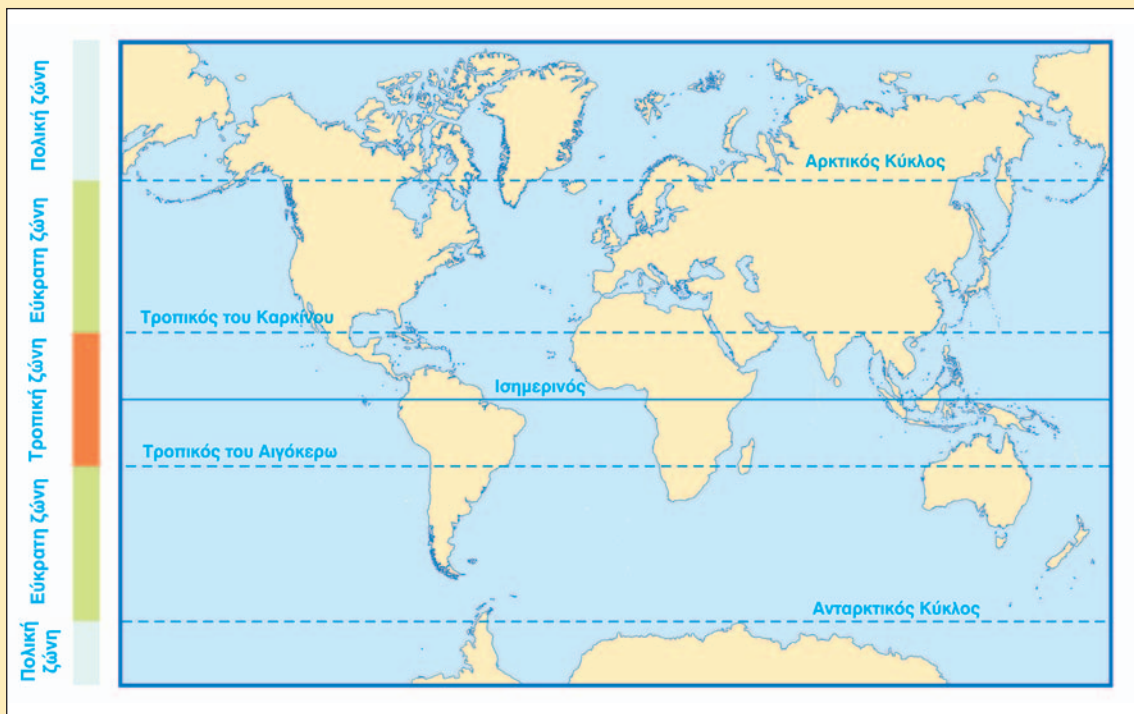 Πολική ζώνη
Εύκρατη ζώνη
Τροπική ζώνη
Εύκρατη ζώνη
Πολική
ζώνη
Αρκτικός Κύκλος
Τροπικός του Καρκίνου
Ισημερινός
Τροπικός του Αιγόκερω
Ανταρκτικός Κύκλος